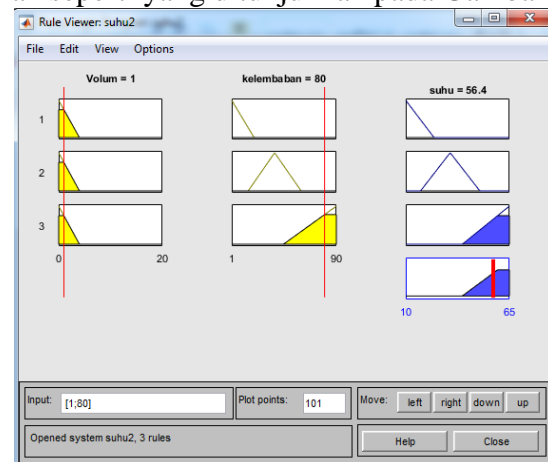 Rule Viewer: suhu2
File Edit View Options
Volum = 1
kelembaban = 80
suhu = 56.4
1
2
3
0 20
1 90
10 65
Input: [1;80]
Plot points: 101
Move: left right down up
Opened system suhu2, 3 rules
Help Close